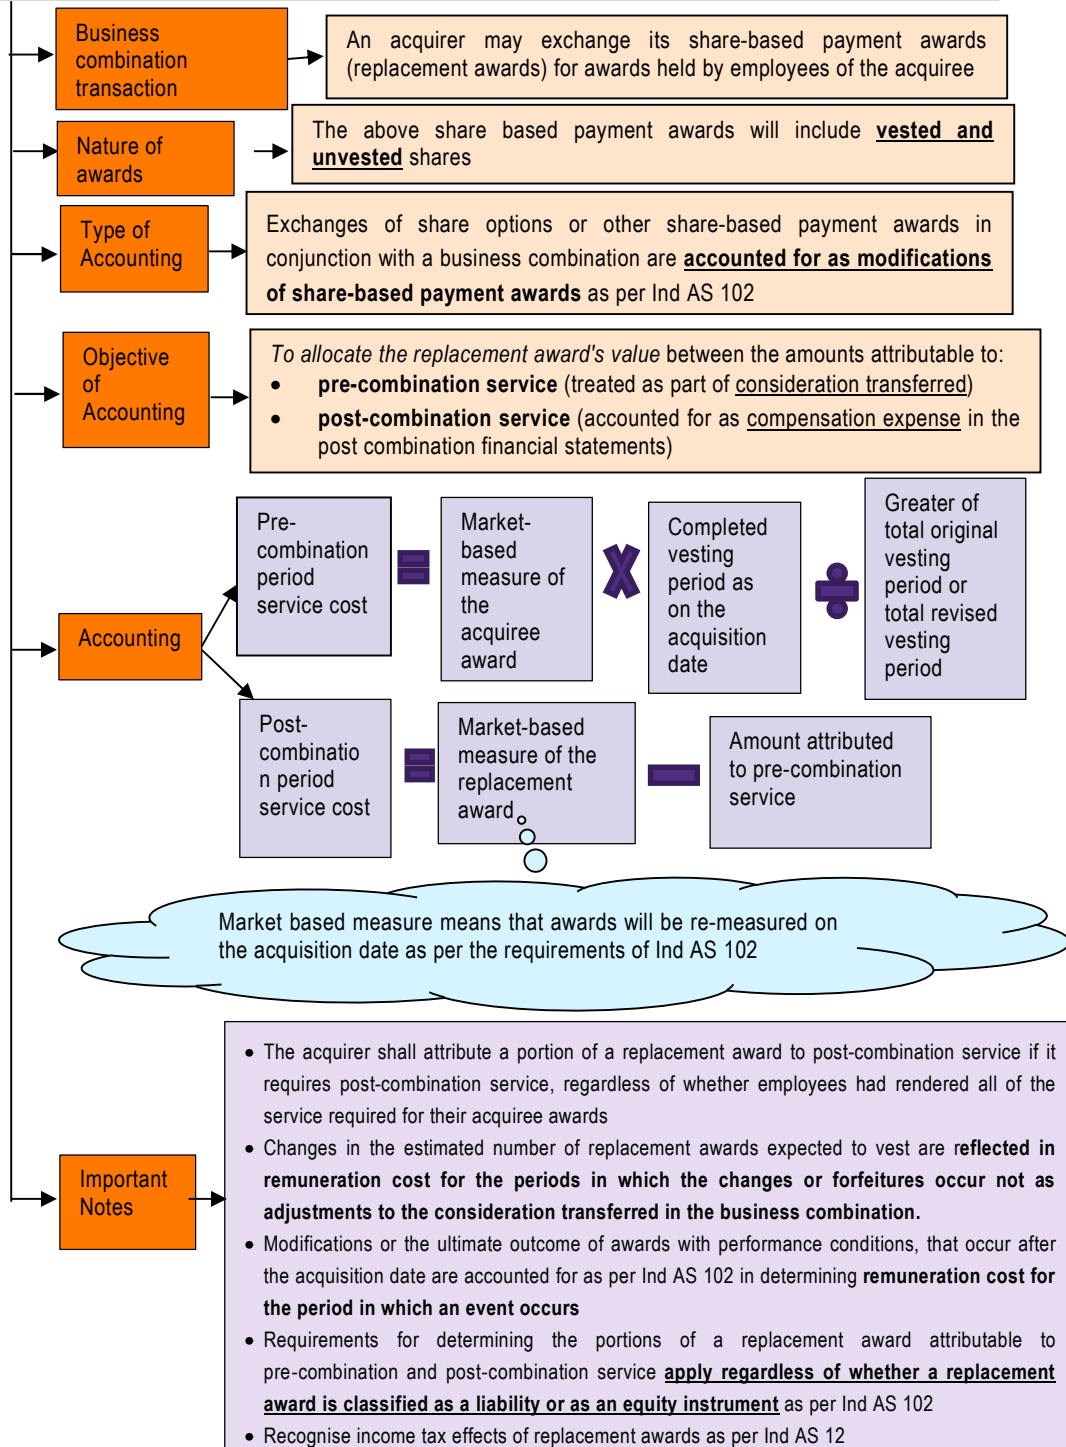 Business
combination
transaction
An acquirer may exchange its share-based payment awards
(replacement awards) for awards held by employees of the acquiree
Nature of
awards
The above share based payment awards will include vested and
unvested shares
Type of
Accounting
Exchanges of share options or other share-based payment awards in
conjunction with a business combination are accounted for as modifications
of share-based payment awards as per Ind AS 102
Objective
of
Accounting
To allocate the replacement award's value between the amounts attributable to:
• pre-combination service (treated as part of consideration transferred)
• post-combination service (accounted for as compensation expense in the
post combination financial statements)
Accounting
Pre-
combination
period
service cost
Market-
based
measure of
the
acquiree
award
Completed
vesting
period as
on the
acquisition
date
Greater of
total original
vesting
period or
total revised
vesting
period
Post-
combinatio
n period
service cost
Market-based
measure of the
replacement
award
Amount attributed
to pre-combination
service
Market based measure means that awards will be re-measured on
the acquisition date as per the requirements of Ind AS 102
Important
Notes
• The acquirer shall attribute a portion of a replacement award to post-combination service if it
requires post-combination service, regardless of whether employees had rendered all of the
service required for their acquiree awards
• Changes in the estimated number of replacement awards expected to vest are reflected in
remuneration cost for the periods in which the changes or forfeitures occur not as
adjustments to the consideration transferred in the business combination.
• Modifications or the ultimate outcome of awards with performance conditions, that occur after
the acquisition date are accounted for as per Ind AS 102 in determining remuneration cost for
the period in which an event occurs
• Requirements for determining the portions of a replacement award attributable to
pre-combination and post-combination service apply regardless of whether a replacement
award is classified as a liability or as an equity instrument as per Ind AS 102
• Recognise income tax effects of replacement awards as per Ind AS 12